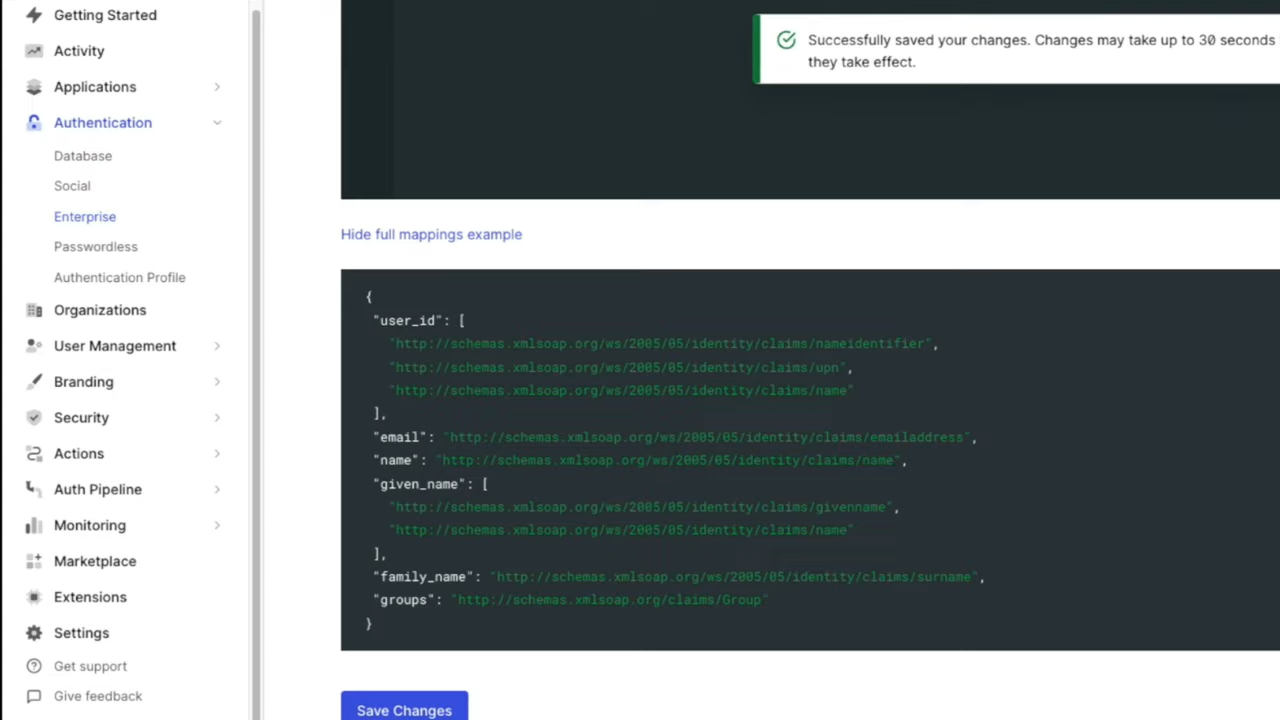 Getting Started
Activity
Applications
Authentication
Database
Social
Enterprise
Passwordless
Authentication Profile
Organizations
User Management
Branding
Security
Actions
Auth Pipeline
Monitoring
Marketplace
Extensions
Settings
Get support
Give feedback
Successfully saved your changes. Changes may take up to 30 seconds
they take effect.
Hide full mappings example
{
"user_id": [
"http://schemas.xmlsoap.org/ws/2005/05/identity/claims/nameidentifier",
"http://schemas.xmlsoap.org/ws/2005/05/identity/claims/upn",
"http://schemas.xmlsoap.org/ws/2005/05/identity/claims/name"
],
"email": "http://schemas.xmlsoap.org/ws/2005/05/identity/claims/emailaddress",
"name": "http://schemas.xmlsoap.org/ws/2005/05/identity/claims/name",
"given_name": [
"http://schemas.xmlsoap.org/ws/2005/05/identity/claims/givenname",
"http://schemas.xmlsoap.org/ws/2005/05/identity/claims/name"
],
"family_name": "http://schemas.xmlsoap.org/ws/2005/05/identity/claims/surname",
"groups": "http://schemas.xmlsoap.org/claims/Group"
}
Save Changes